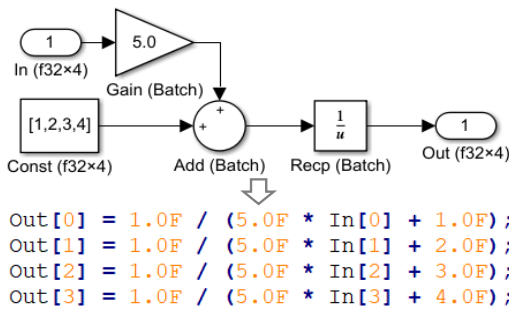 1
In (f32×4)
5.0
Gain (Batch)
[1,2,3,4]
Const (f32×4)
+
+
Add (Batch)
1
u
Recp (Batch)
1
Out (f32×4)
Out[0] = 1.0F / (5.0F * In[0] + 1.0F);
Out[1] = 1.0F / (5.0F * In[1] + 2.0F);
Out[2] = 1.0F / (5.0F * In[2] + 3.0F);
Out[3] = 1.0F / (5.0F * In[3] + 4.0F);